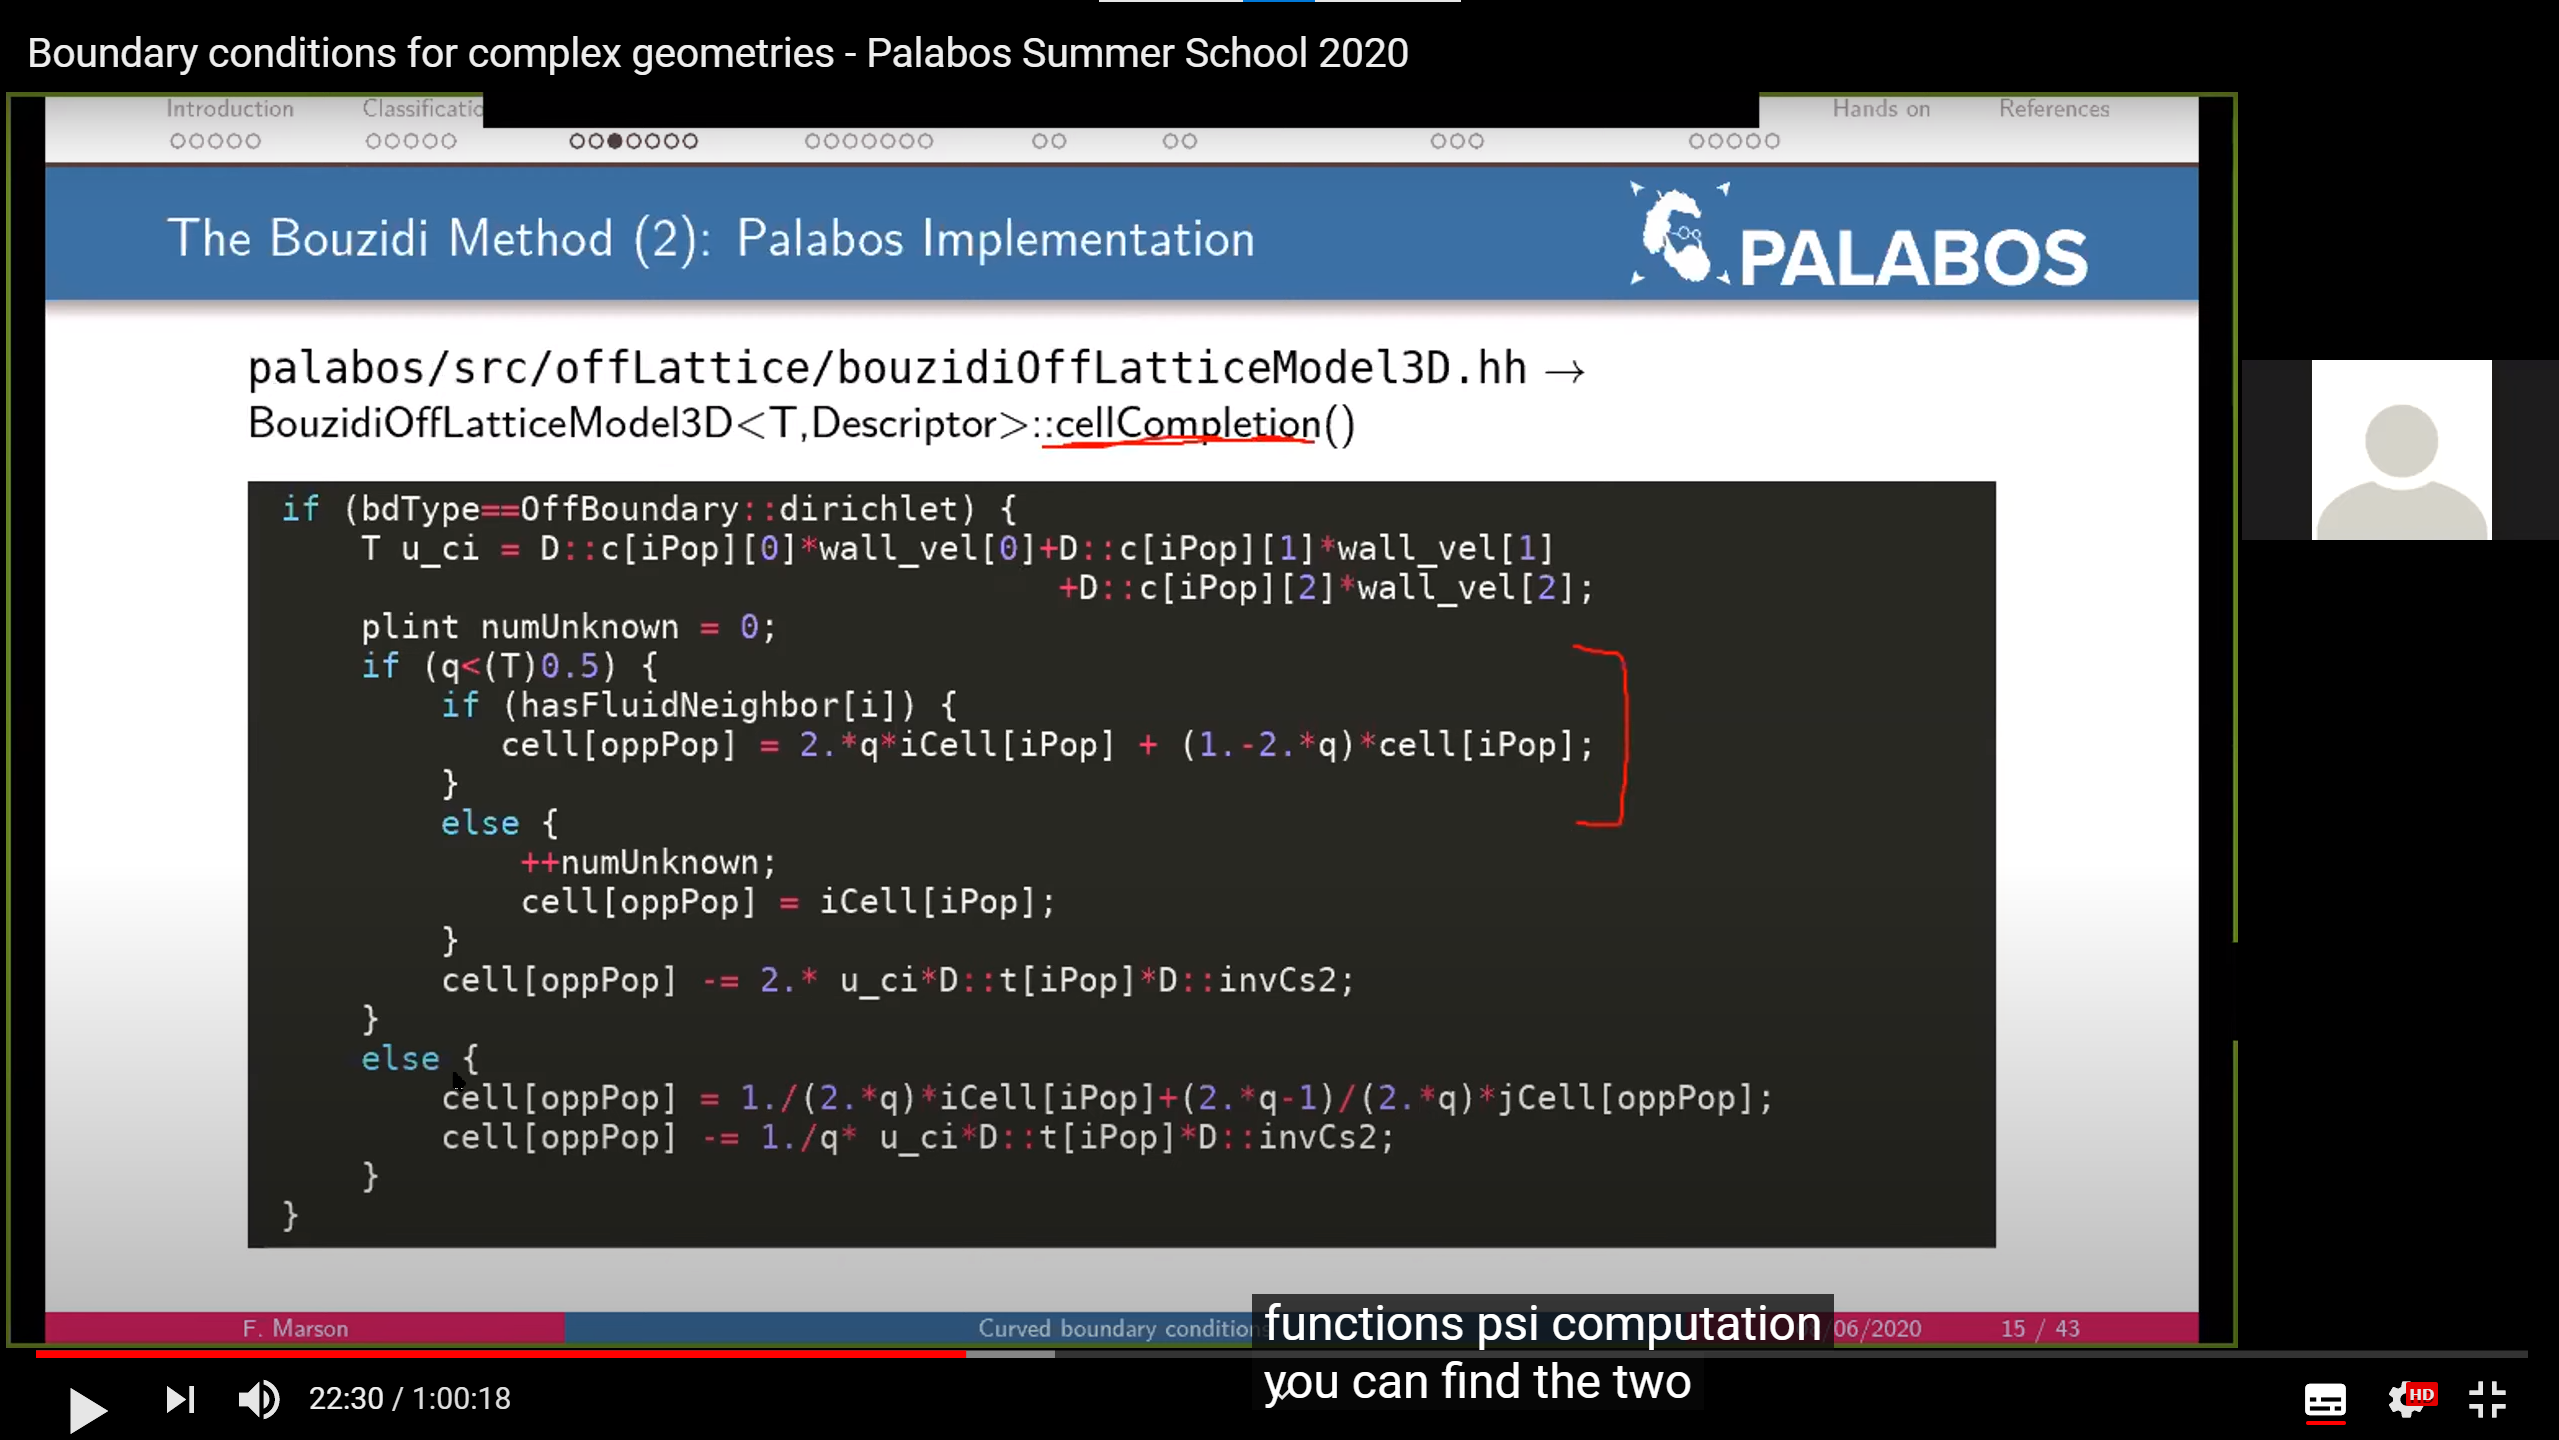 Boundary conditions for complex geometries - Palabos Summer School 2020
Introduction
Hands on
References
The Bouzidi Method (2): Palabos Implementation
PALABOS
palabos/src/offLattice/bouzidiOffLatticeModel3D.hh →
BouzidiOffLatticeModel3D<T,Descriptor>::cellCompletion()
if (bdType==OffBoundary::dirichlet) {
    T u_ci = D::c[iPop][0]*wall_vel[0]+D::c[iPop][1]*wall_vel[1]
                                       +D::c[iPop][2]*wall_vel[2];
    plint numUnknown = 0;
    if (q<(T)0.5) {
        if (hasFluidNeighbor[i]) {
           cell[oppPop] = 2.*q*iCell[iPop] + (1.-2.*q)*cell[iPop];
        }
        else {
            ++numUnknown;
            cell[oppPop] = iCell[iPop];
        }
        cell[oppPop] -= 2.* u_ci*D::t[iPop]*D::invCs2;
    }
    else {
        cell[oppPop] = 1./(2.*q)*iCell[iPop]+(2.*q-1)/(2.*q)*jCell[oppPop];
        cell[oppPop] -= 1./q* u_ci*D::t[iPop]*D::invCs2;
    }
}
F. Marson
Curved boundary condition
/06/2020
15 / 43
functions psi computation
you can find the two
22:30 / 1:00:18
HD